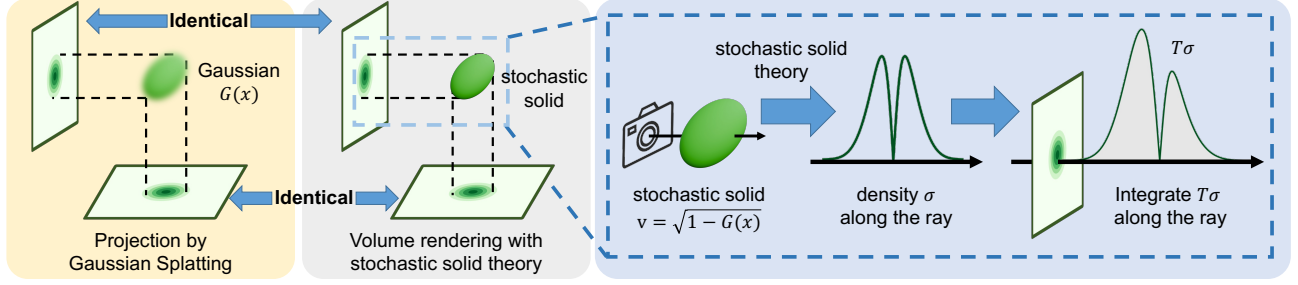 Identical
Gaussian
G(x)
Identical
Projection by
Gaussian Splatting
stochastic
solid
Volume rendering with
stochastic solid theory
stochastic solid
theory
stochastic solid
v = √1 − G(x)
density σ
along the ray
Tσ
Integrate Tσ
along the ray